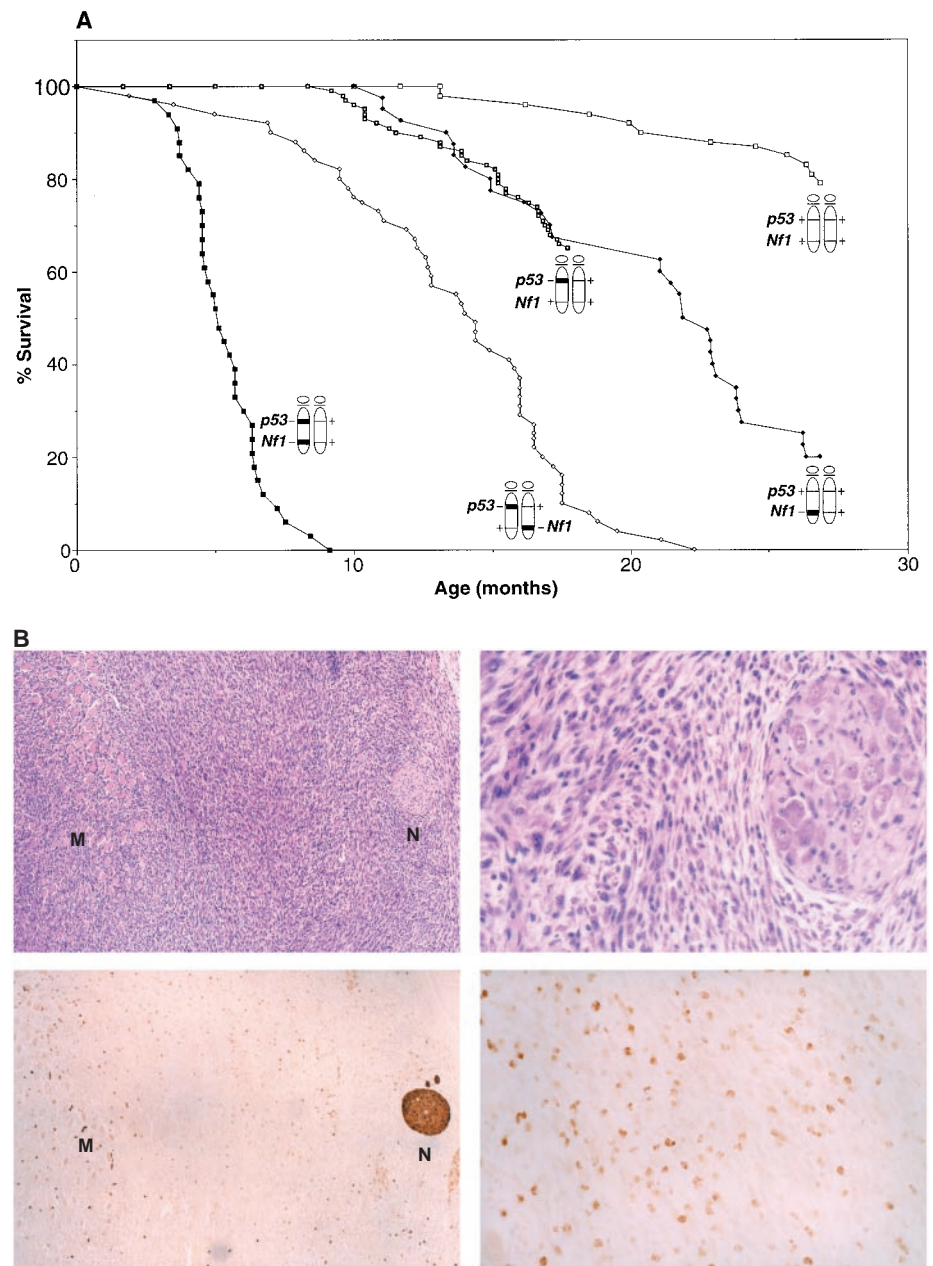 A
100
80
60
40
20
0
% Survival
0 10 20 30
Age (months)
p53 + +
Nf1 + +
p53 – +
Nf1 + +
p53 – +
Nf1 – +
p53 – +
+ – Nf1
p53 + +
Nf1 – +
B
M N
M N